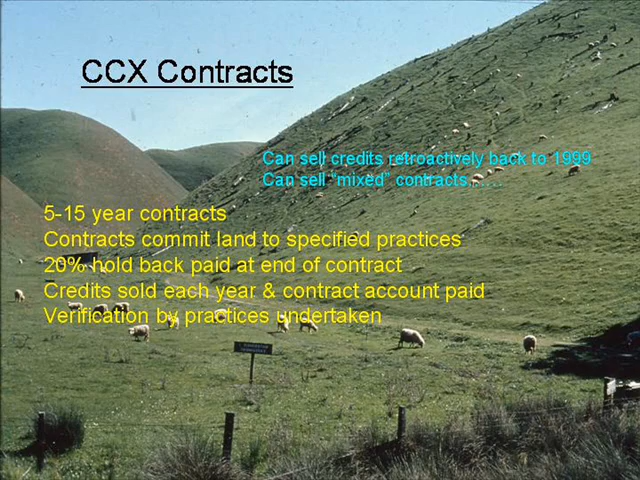 CCX Contracts
Can sell credits retroactively back to 1999
Can sell "mixed" contracts......
5-15 year contracts
Contracts commit land to specified practices
20% hold back paid at end of contract
Credits sold each year & contract account paid
Verification by practices undertaken